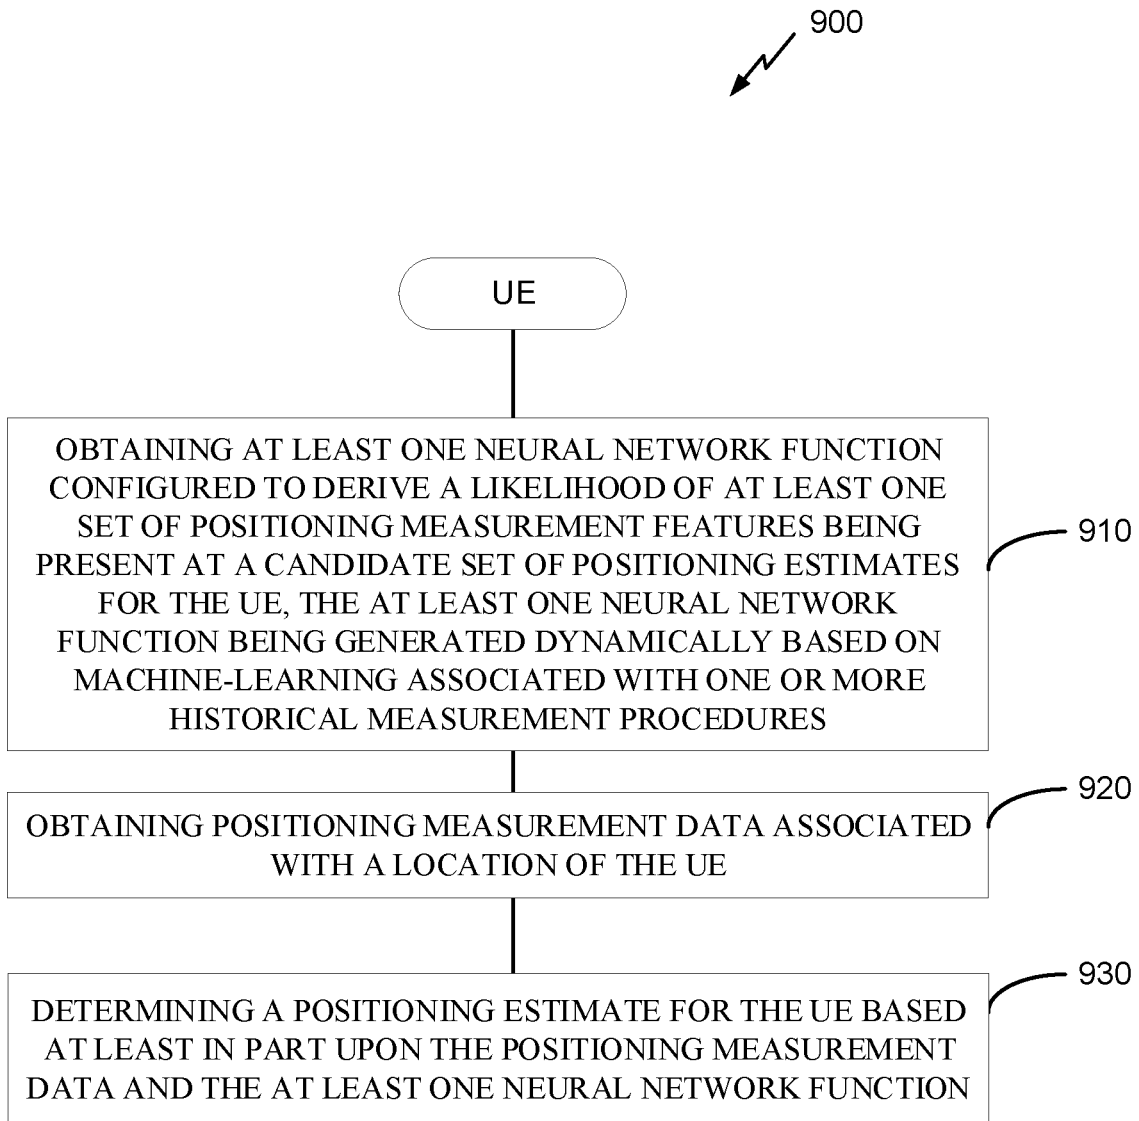 900
UE
OBTAINING AT LEAST ONE NEURAL NETWORK FUNCTION
CONFIGURED TO DERIVE A LIKELIHOOD OF AT LEAST ONE
SET OF POSITIONING MEASUREMENT FEATURES BEING
PRESENT AT A CANDIDATE SET OF POSITIONING ESTIMATES
FOR THE UE, THE AT LEAST ONE NEURAL NETWORK
FUNCTION BEING GENERATED DYNAMICALLY BASED ON
MACHINE-LEARNING ASSOCIATED WITH ONE OR MORE
HISTORICAL MEASUREMENT PROCEDURES
910
OBTAINING POSITIONING MEASUREMENT DATA ASSOCIATED
WITH A LOCATION OF THE UE
920
DETERMINING A POSITIONING ESTIMATE FOR THE UE BASED
AT LEAST IN PART UPON THE POSITIONING MEASUREMENT
DATA AND THE AT LEAST ONE NEURAL NETWORK FUNCTION
930